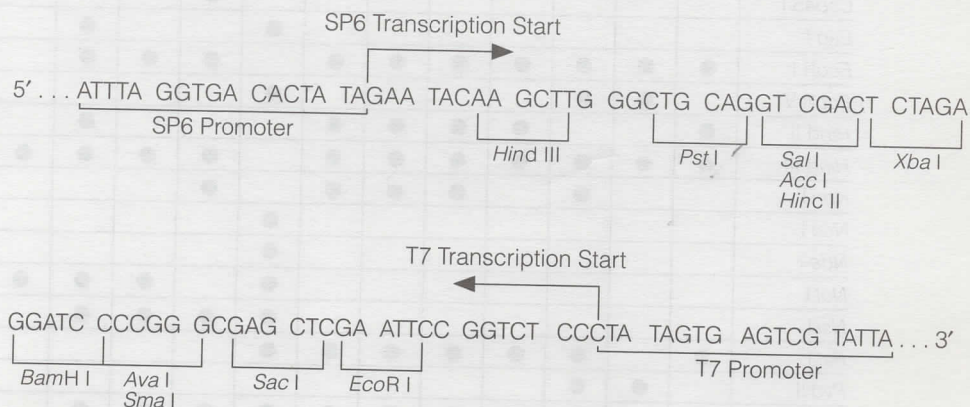 SP6 Transcription Start
5′ . . . ATTTA GGTGA CACTA TAGAA TACAA GCTTG GGCTG CAGGT CGACT CTAGA
SP6 Promoter
Hind III
Pst I
Sal I
Xba I
Acc I
Hinc II
T7 Transcription Start
GGATC CCCGGG GCGAG CTCGA ATTCC GGTCT CCCTA TAGTG AGTCG TATTA . . . 3′
T7 Promoter
BamH I
Ava I
Sac I
EcoR I
Sma I